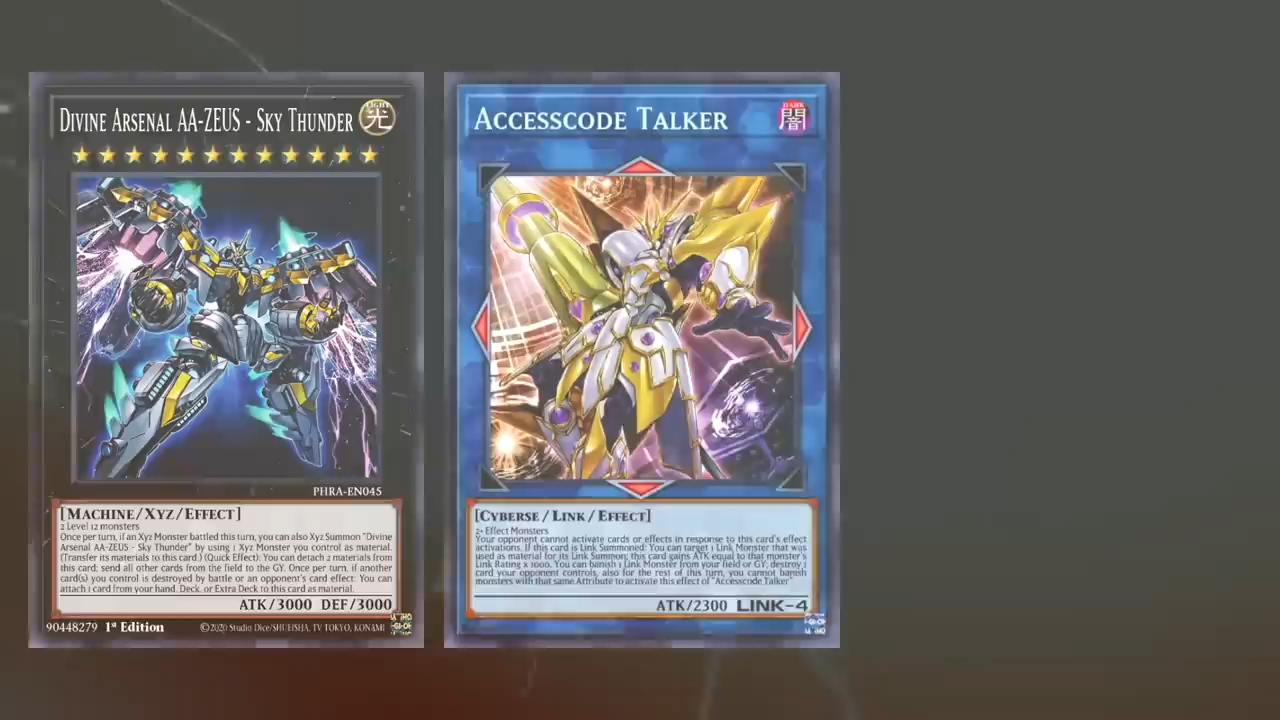 DIVINE ARSENAL AA-ZEUS - SKY THUNDER
LIGHT
光
PHRA-EN045
[MACHINE/XYZ/EFFECT]
2 Level 12 monsters
Once per turn, if an Xyz Monster battled this turn, you can also Xyz Summon "Divine
Arsenal AA-ZEUS - Sky Thunder" by using 1 Xyz Monster you control as material.
(Transfer its materials to this card.) (Quick Effect): You can detach 2 materials from
this card; send all other cards from the field to the GY. Once per turn, if another
card(s) you control is destroyed by battle or an opponent's card effect: You can
attach 1 card from your hand, Deck, or Extra Deck to this card as material.
ATK/3000 DEF/3000
90448279 1st Edition
©2020 Studio Dice/SHUEISHA, TV TOKYO, KONAMI
ACCESSCODE TALKER
DARK
闇
[CYBERSE / LINK / EFFECT]
2+ Effect Monsters
Your opponent cannot activate cards or effects in response to this card's effect
activations. If this card is Link Summoned: You can target 1 Link Monster that was
used as material for its Link Summon; this card gains ATK equal to that monster's
Link Rating x 1000. You can banish 1 Link Monster from your field or GY; destroy 1
card your opponent controls, also for the rest of this turn, you cannot banish
monsters with that same Attribute to activate this effect of "Accesscode Talker"
ATK/2300 LINK-4